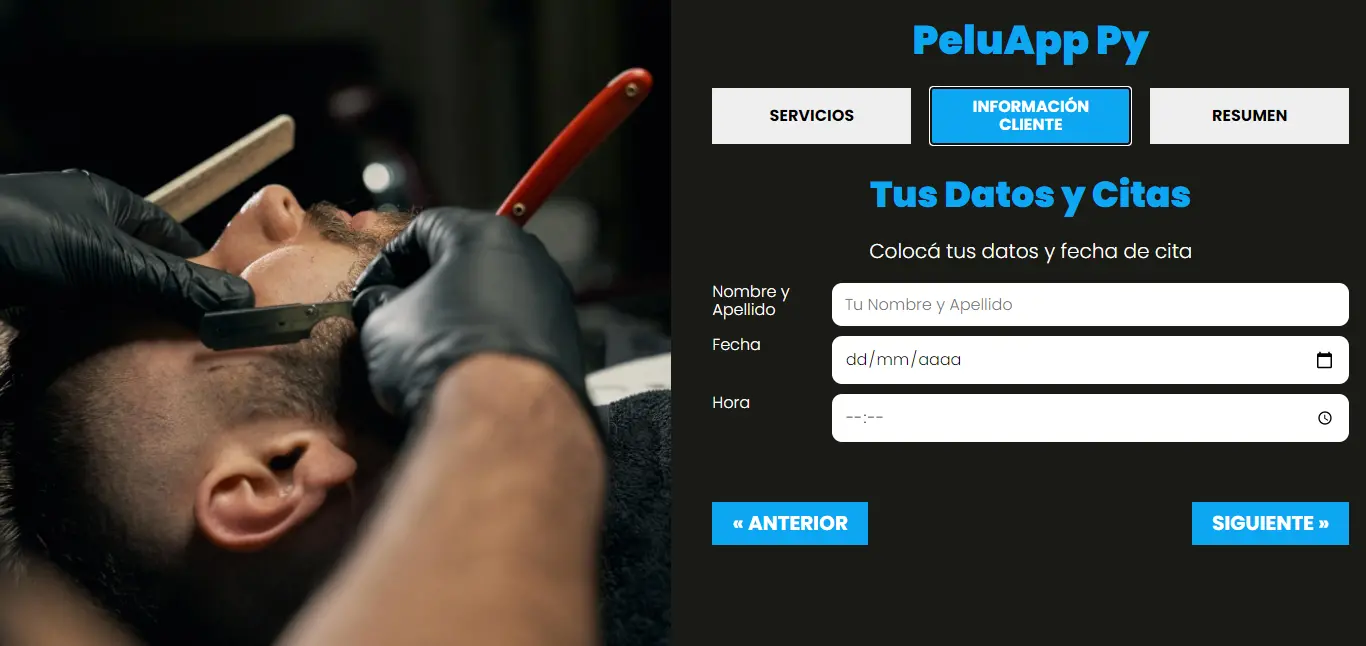 PeluApp Py
SERVICIOS
INFORMACIÓN
CLIENTE
RESUMEN
Tus Datos y Citas
Colocá tus datos y fecha de cita
Nombre y
Apellido
Tu Nombre y Apellido
Fecha
dd/mm/aaaa
Hora
--:--
« ANTERIOR
SIGUIENTE »